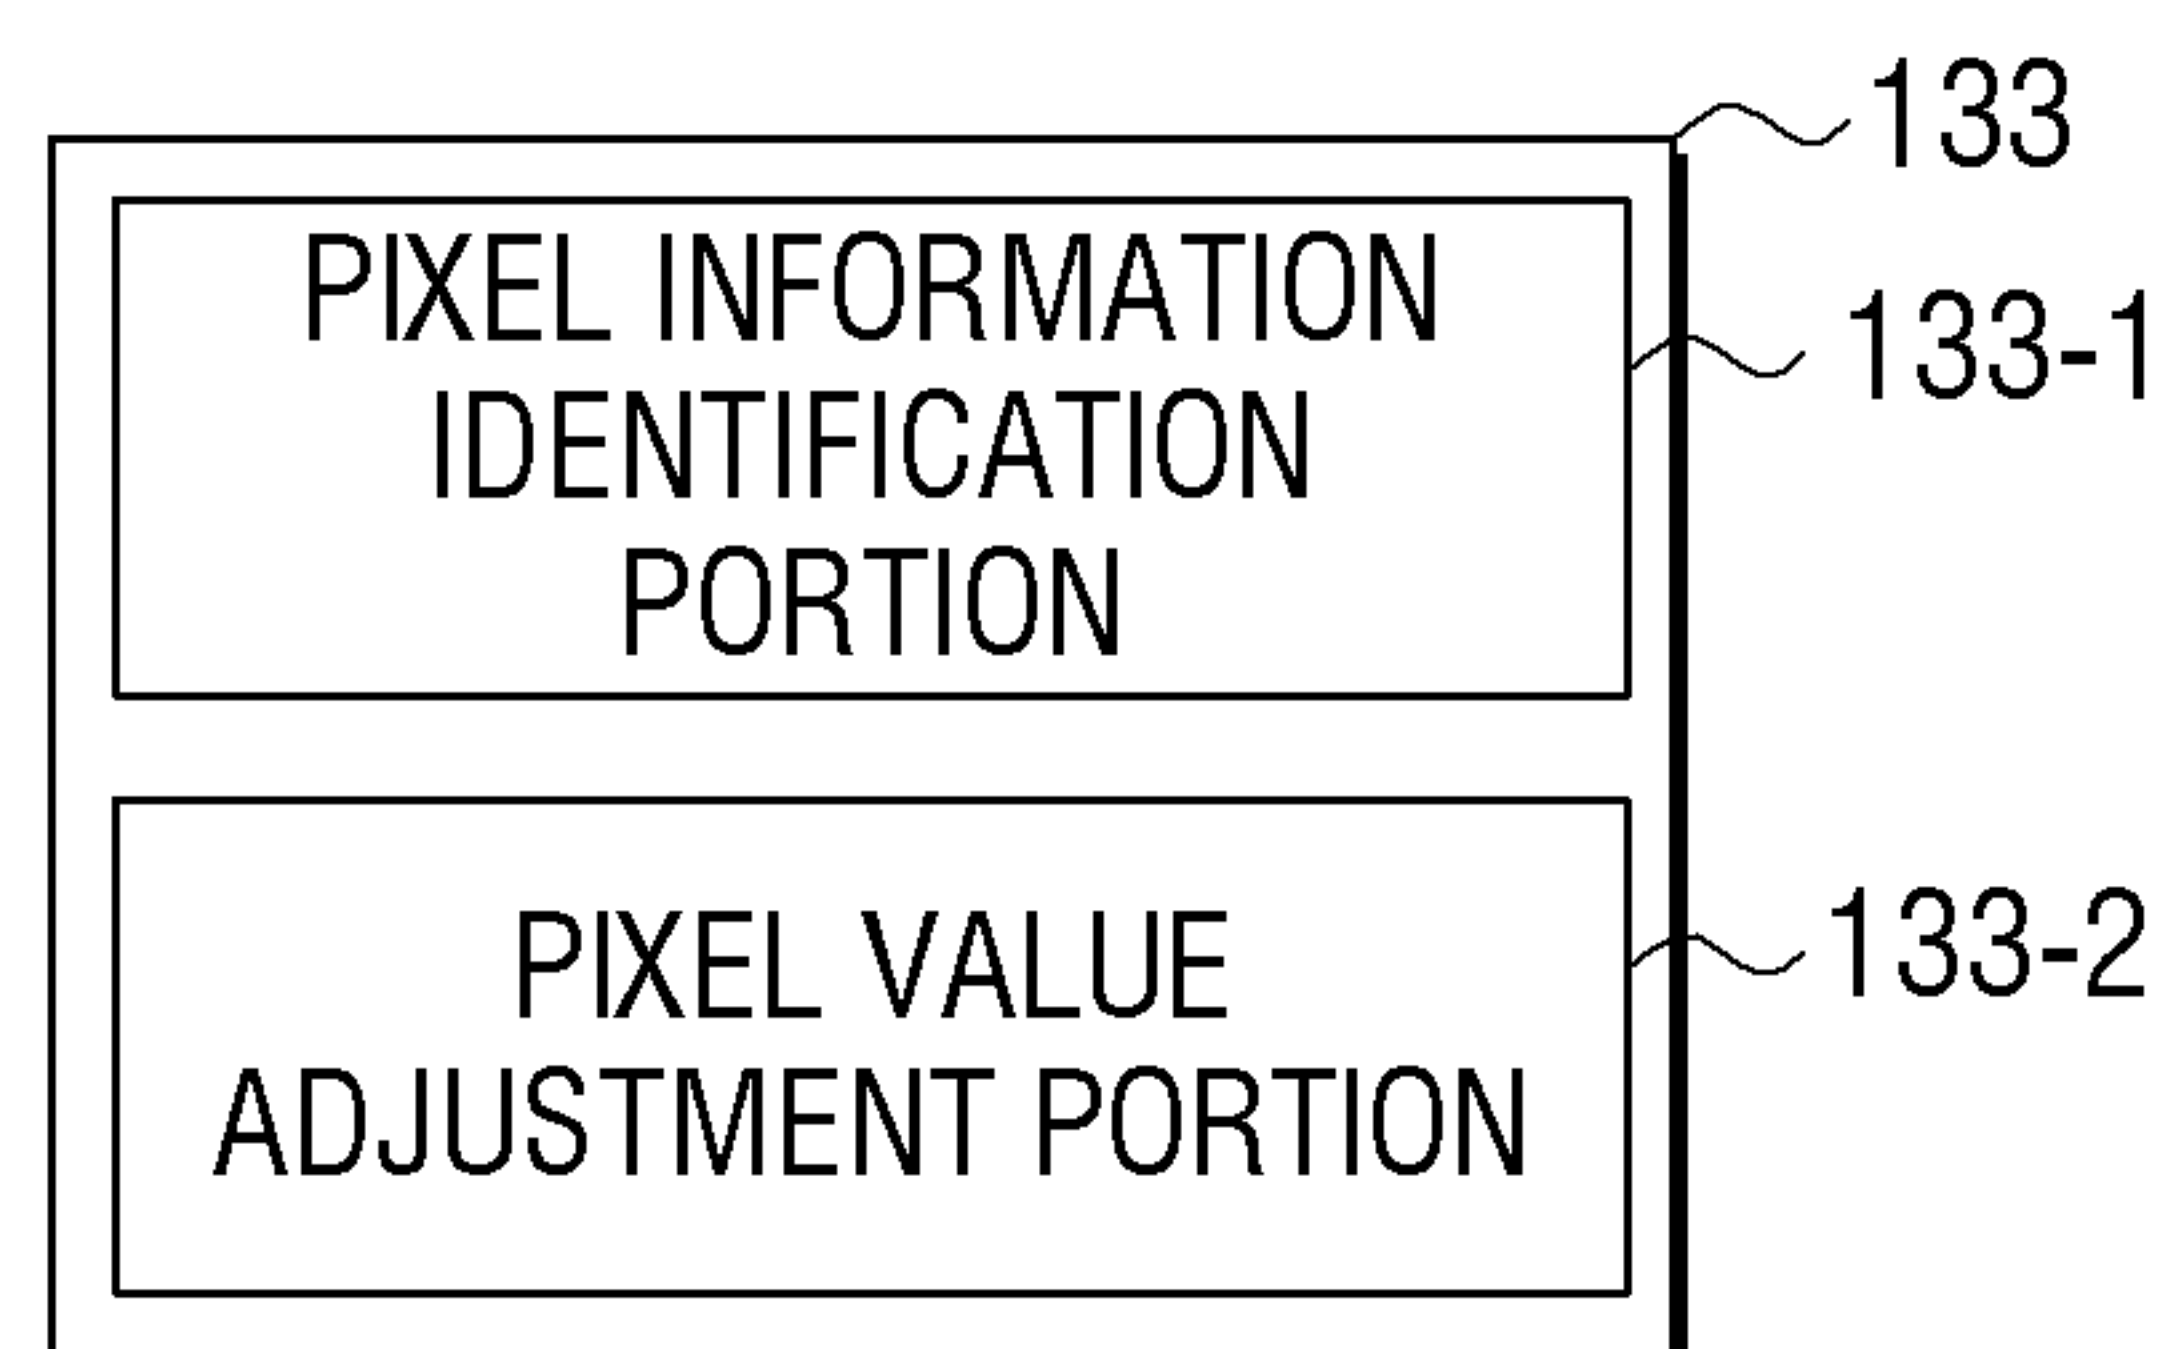 133
PIXEL INFORMATION
IDENTIFICATION
PORTION
133-1
PIXEL VALUE
ADJUSTMENT PORTION
133-2